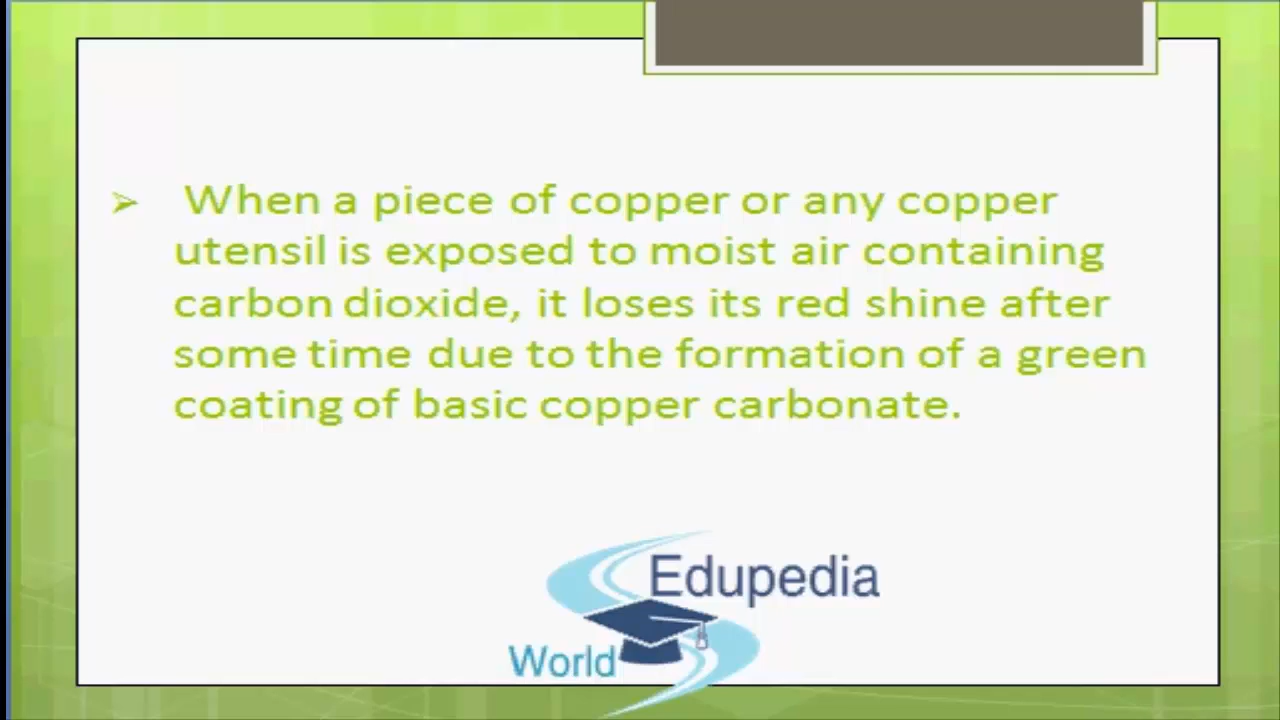 When a piece of copper or any copper
utensil is exposed to moist air containing
carbon dioxide, it loses its red shine after
some time due to the formation of a green
coating of basic copper carbonate.
Edupedia
World